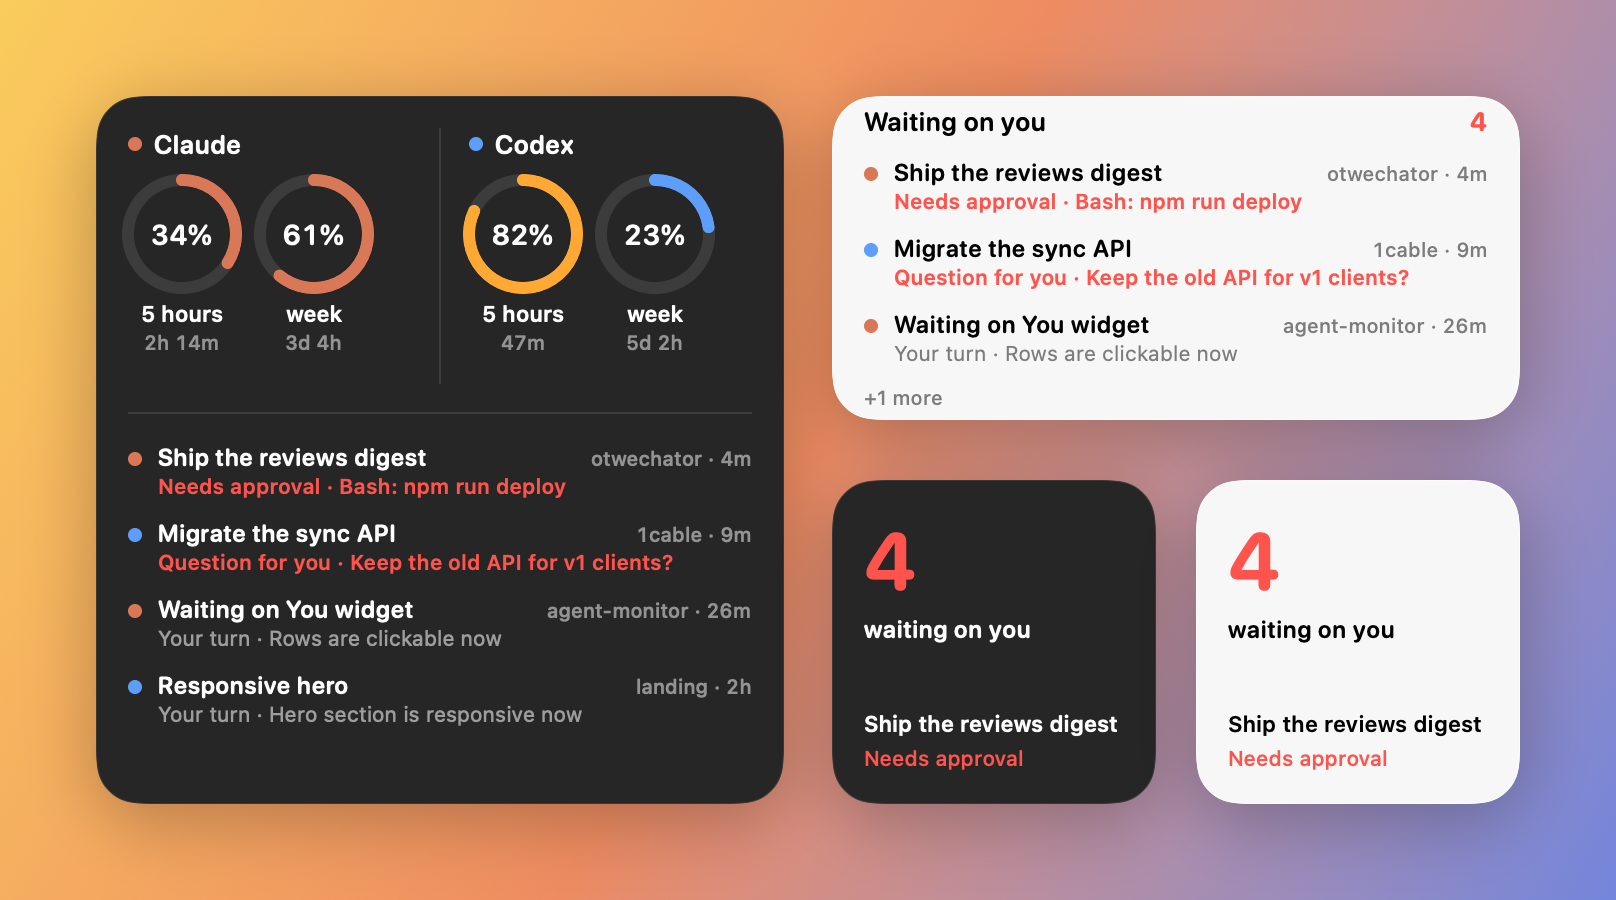 Claude
34%
61%
5 hours
week
2h 14m
3d 4h
Codex
82%
23%
5 hours
week
47m
5d 2h
Ship the reviews digest
otwechator · 4m
Needs approval · Bash: npm run deploy
Migrate the sync API
1cable · 9m
Question for you · Keep the old API for v1 clients?
Waiting on You widget
agent-monitor · 26m
Your turn · Rows are clickable now
Responsive hero
landing · 2h
Your turn · Hero section is responsive now
Waiting on you
4
Ship the reviews digest
otwechator · 4m
Needs approval · Bash: npm run deploy
Migrate the sync API
1cable · 9m
Question for you · Keep the old API for v1 clients?
Waiting on You widget
agent-monitor · 26m
Your turn · Rows are clickable now
+1 more
4
waiting on you
Ship the reviews digest
Needs approval
4
waiting on you
Ship the reviews digest
Needs approval